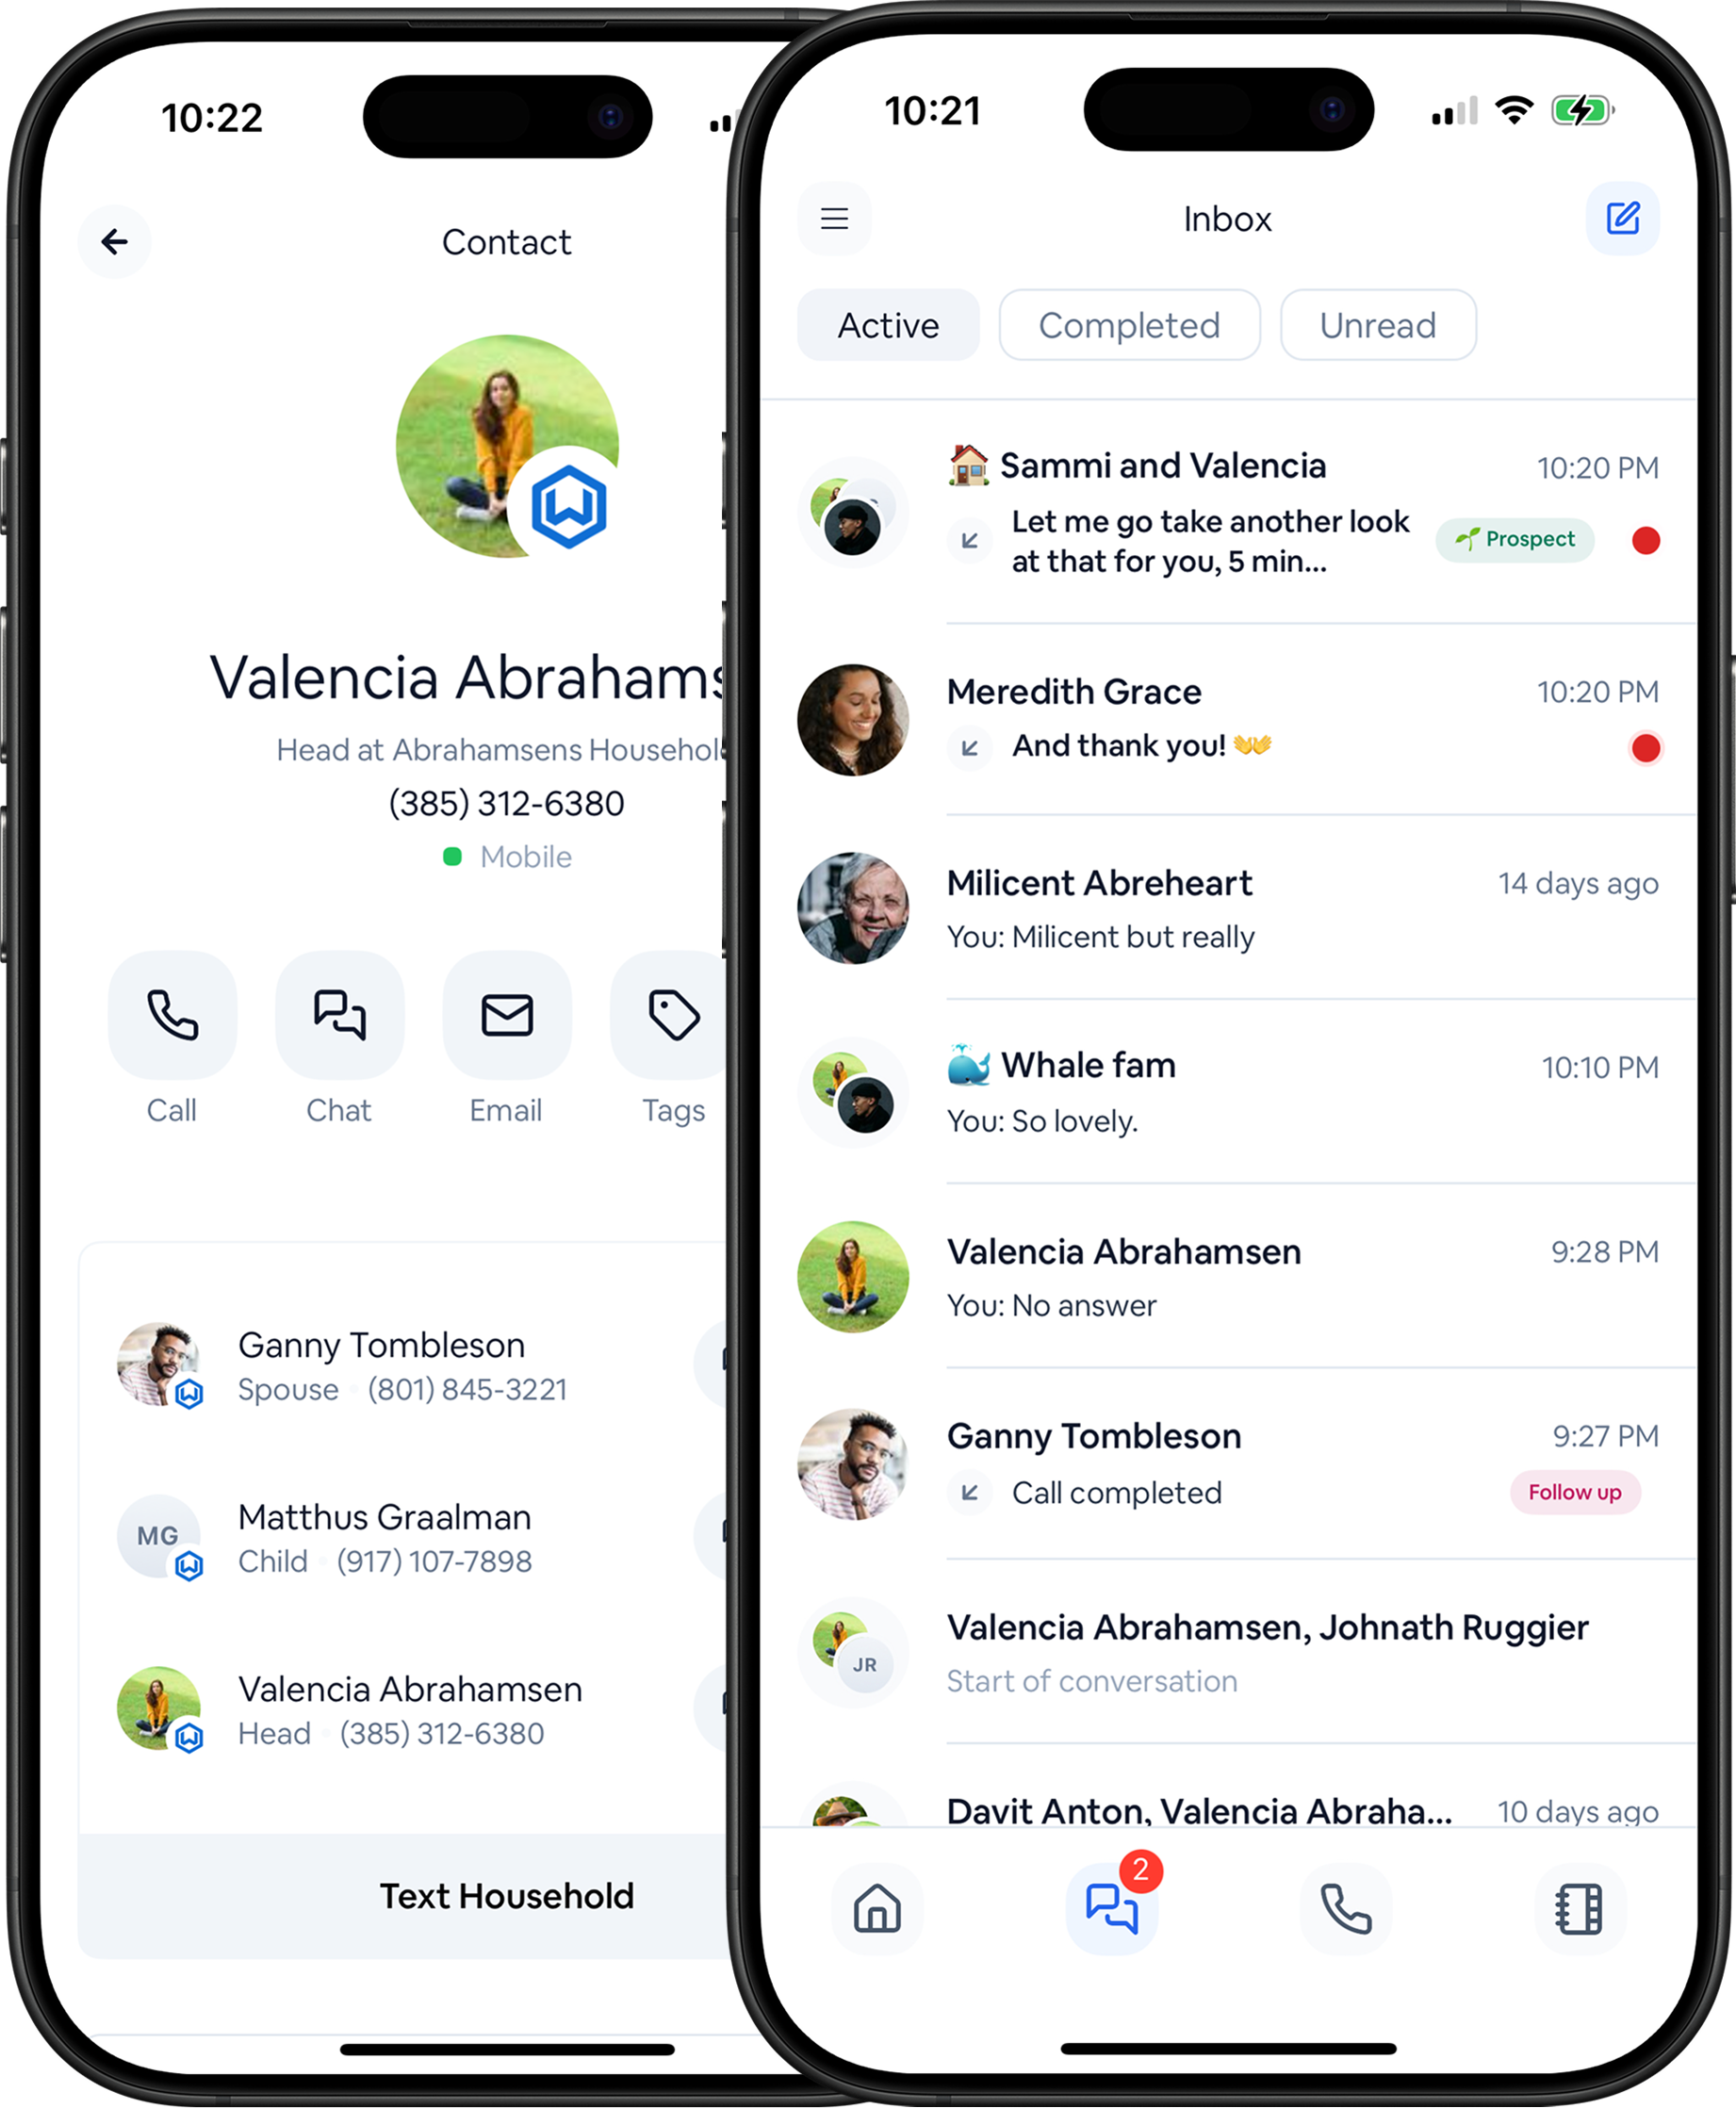 10:22
Contact
Valencia Abrahams
Head at Abrahamsens Househol
(385) 312-6380
Mobile
Call
Chat
Email
Tags
Ganny Tombleson
Spouse · (801) 845-3221
MG
Matthus Graalman
Child · (917) 107-7898
Valencia Abrahamsen
Head · (385) 312-6380
Text Household
10:21
Inbox
Active
Completed
Unread
🏠 Sammi and Valencia
10:20 PM
Let me go take another look
at that for you, 5 min...
🌱 Prospect
Meredith Grace
10:20 PM
And thank you! 👐
Milicent Abreheart
14 days ago
You: Milicent but really
🐳 Whale fam
10:10 PM
You: So lovely.
Valencia Abrahamsen
9:28 PM
You: No answer
Ganny Tombleson
9:27 PM
Call completed
Follow up
Valencia Abrahamsen, Johnath Ruggier
JR
Start of conversation
Davit Anton, Valencia Abraha...
10 days ago
2